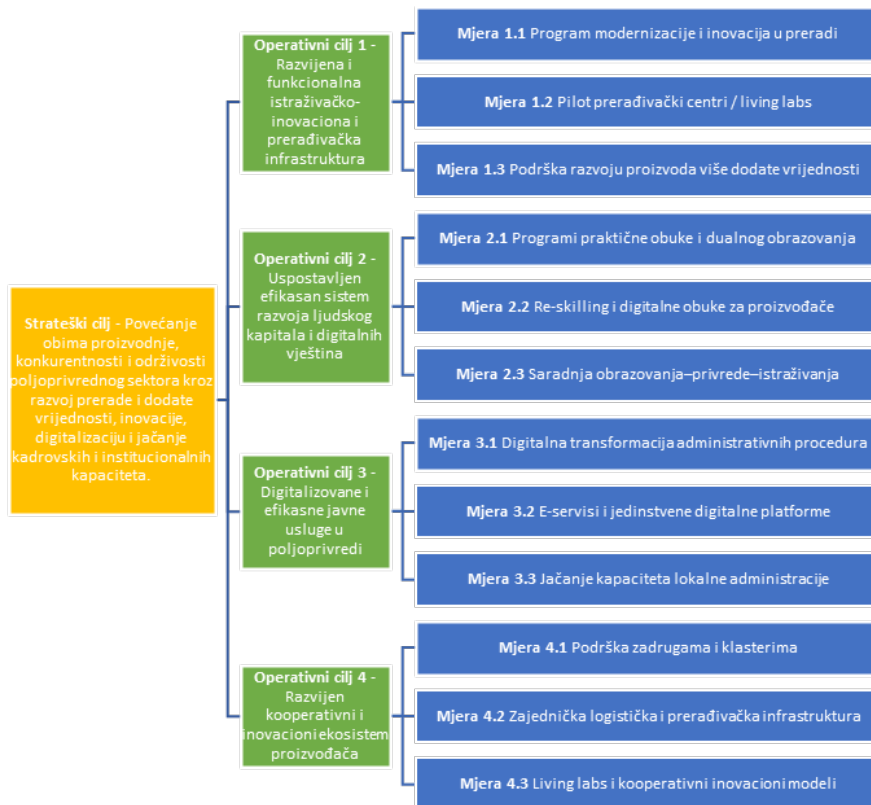 Strateški cilj - Povećanje
obima proizvodnje,
konkurentnosti i održivosti
poljoprivrednog sektora kroz
razvoj prerade i dodate
vrijednosti, inovacije,
digitalizaciju i jačanje
kadrovskih i institucionalnih
kapaciteta.
Operativni cilj 1 -
Razvijena i
funkcionalna
istraživačko-
inovaciona i
prerađivačka
infrastruktura
Mjera 1.1 Program modernizacije i inovacija u preradi
Mjera 1.2 Pilot prerađivački centri / living labs
Mjera 1.3 Podrška razvoju proizvoda više dodate vrijednosti
Operativni cilj 2 -
Uspostavljen
efikasan sistem
razvoja ljudskog
kapitala i digitalnih
vještina
Mjera 2.1 Programi praktične obuke i dualnog obrazovanja
Mjera 2.2 Re-skilling i digitalne obuke za proizvođače
Mjera 2.3 Saradnja obrazovanja–privrede–istraživanja
Operativni cilj 3 -
Digitalizovane i
efikasne javne
usluge u
poljoprivredi
Mjera 3.1 Digitalna transformacija administrativnih procedura
Mjera 3.2 E-servisi i jedinstvene digitalne platforme
Mjera 3.3 Jačanje kapaciteta lokalne administracije
Operativni cilj 4 -
Razvijen
kooperativni i
inovacioni ekosistem
proizvođača
Mjera 4.1 Podrška zadrugama i klasterima
Mjera 4.2 Zajednička logistička i prerađivačka infrastruktura
Mjera 4.3 Living labs i kooperativni inovacioni modeli